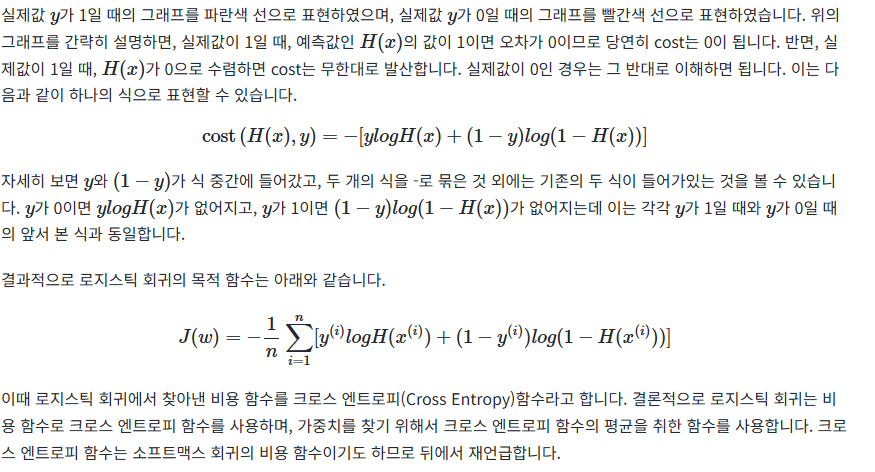 실제값 y가 1일 때의 그래프를 파란색 선으로 표현하였으며, 실제값 y가 0일 때의 그래프를 빨간색 선으로 표현하였습니다. 위의
그래프를 간략히 설명하면, 실제값이 1일 때, 예측값인 H(x)의 값이 1이면 오차가 0이므로 당연히 cost는 0이 됩니다. 반면, 실
제값이 1일 때, H(x)가 0으로 수렴하면 cost는 무한대로 발산합니다. 실제값이 0인 경우는 그 반대로 이해하면 됩니다. 이는 다
음과 같이 하나의 식으로 표현할 수 있습니다.
cost (H(x), y) = −[ylogH(x) + (1 − y)log(1 − H(x))]
자세히 보면 y와 (1 − y)가 식 중간에 들어갔고, 두 개의 식을 -로 묶은 것 외에는 기존의 두 식이 들어가있는 것을 볼 수 있습니
다. y가 0이면 ylogH(x)가 없어지고, y가 1이면 (1 − y)log(1 − H(x))가 없어지는데 이는 각각 y가 1일 때와 y가 0일 때
의 앞서 본 식과 동일합니다.
결과적으로 로지스틱 회귀의 목적 함수는 아래와 같습니다.
J(w) = −\frac{1}{n} \sum_{i=1}^{n} [y^{(i)}logH(x^{(i)}) + (1 − y^{(i)})log(1 − H(x^{(i)}))]
이때 로지스틱 회귀에서 찾아낸 비용 함수를 크로스 엔트로피(Cross Entropy)함수라고 합니다. 결론적으로 로지스틱 회귀는 비
용 함수로 크로스 엔트로피 함수를 사용하며, 가중치를 찾기 위해서 크로스 엔트로피 함수의 평균을 취한 함수를 사용합니다. 크로
스 엔트로피 함수는 소프트맥스 회귀의 비용 함수이기도 하므로 뒤에서 재언급합니다.